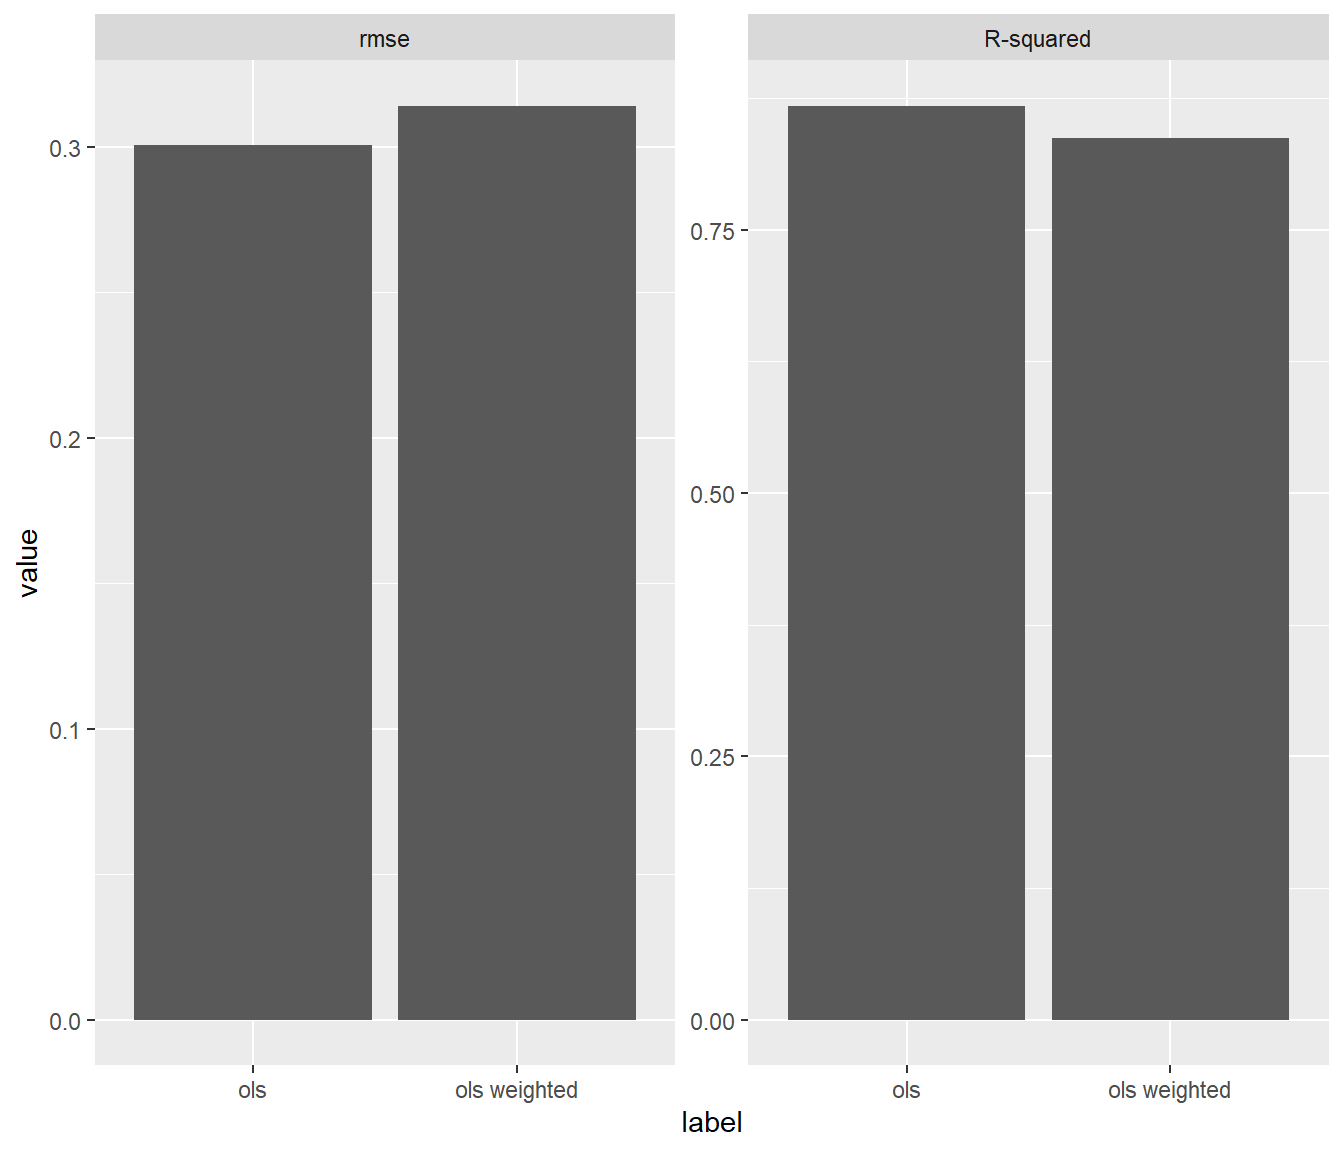 rmse
R-squared
0.3
0.2
0.1
0.0
0.75
0.50
0.25
0.00
value
ols
ols weighted
ols
ols weighted
label